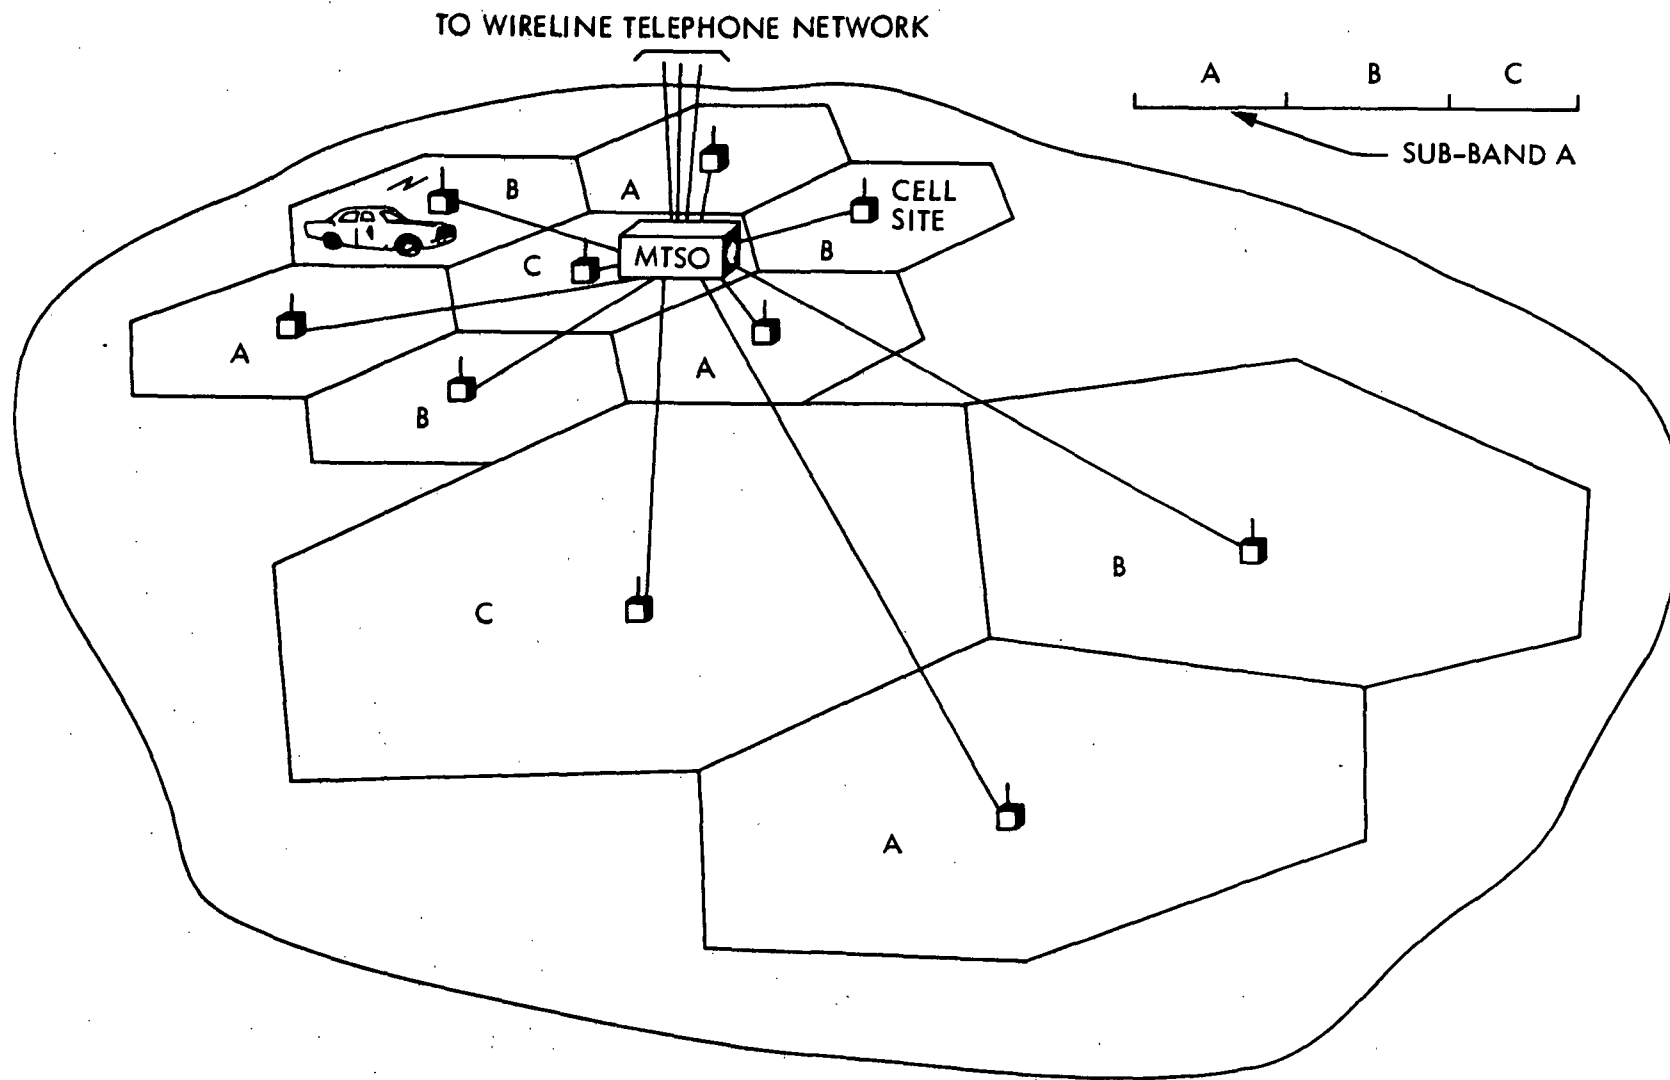 TO WIRELINE TELEPHONE NETWORK
A B C
SUB-BAND A
B
A
CELL
SITE
B
C
MTSO
A
A
B
B
C
A